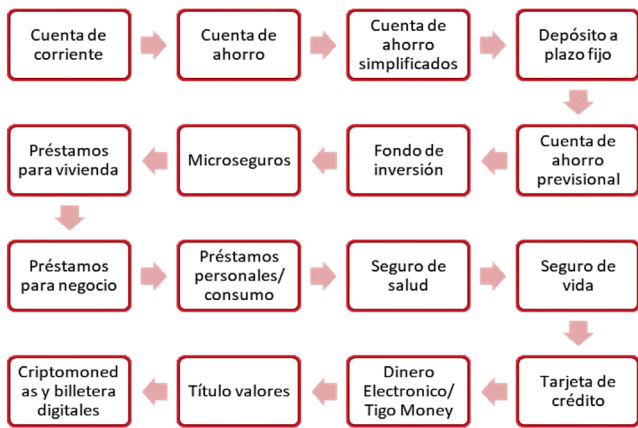 Cuenta de
corriente
Cuenta de
ahorro
Cuenta de
ahorro
simplificados
Depósito a
plazo fijo
Cuenta de
ahorro
previsional
Fondo de
inversión
Microseguros
Préstamos
para vivienda
Préstamos
para negocio
Préstamos
personales/
consumo
Seguro de
salud
Seguro de
vida
Tarjeta de
crédito
Dinero
Electronico/
Tigo Money
Título valores
Criptomoned
as y billetera
digitales